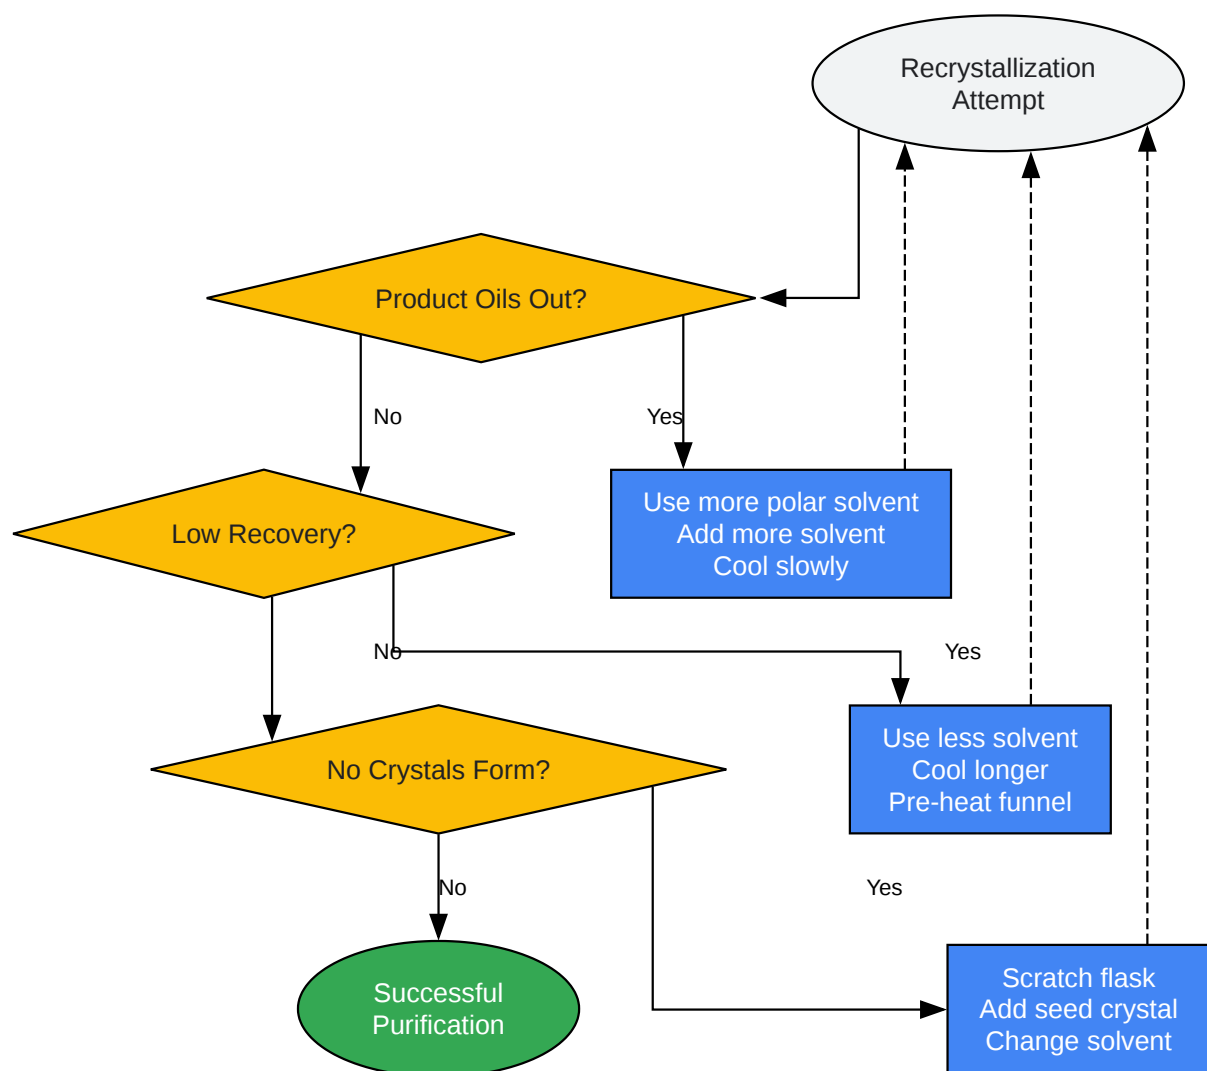 Recrystallization
Attempt
Product Oils Out?
No
Yes
Low Recovery?
Use more polar solvent
Add more solvent
Cool slowly
No
Yes
No Crystals Form?
Use less solvent
Cool longer
Pre-heat funnel
No
Yes
Successful
Purification
Scratch flask
Add seed crystal
Change solvent